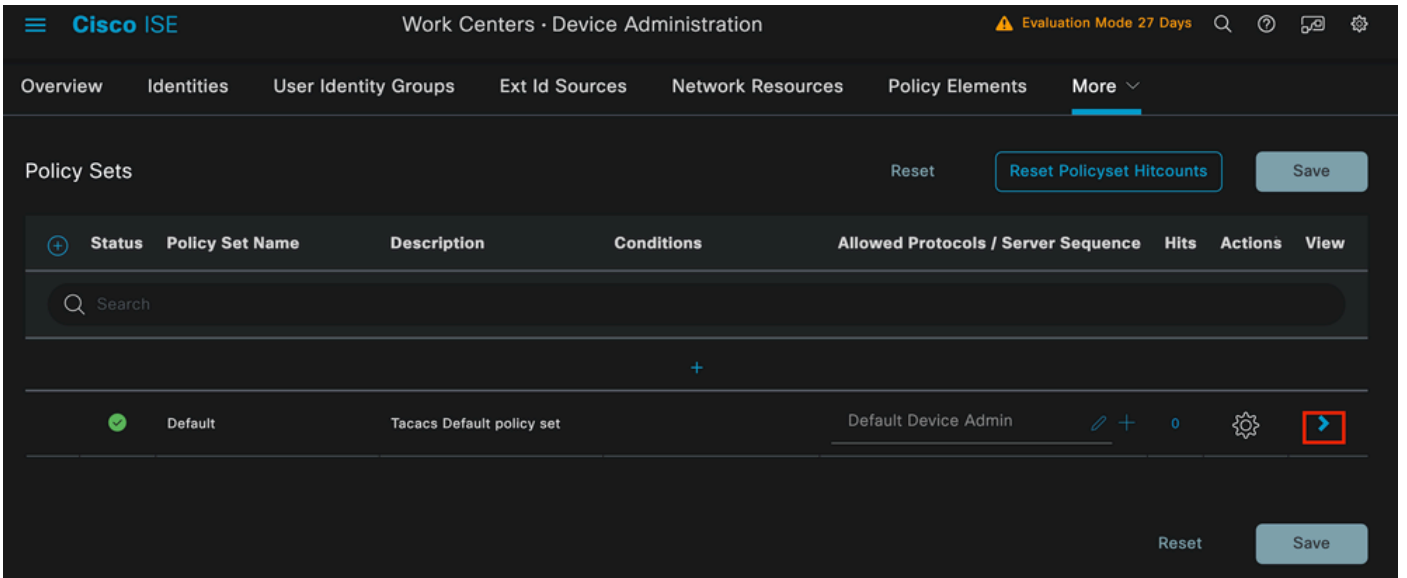 Cisco ISE Work Centers · Device Administration Evaluation Mode 27 Days
Overview Identities User Identity Groups Ext Id Sources Network Resources Policy Elements More
Policy Sets Reset Reset Policyset Hitcounts Save
Status Policy Set Name Description Conditions Allowed Protocols / Server Sequence Hits Actions View
Search
+
Default Tacacs Default policy set Default Device Admin + 0
Reset Save